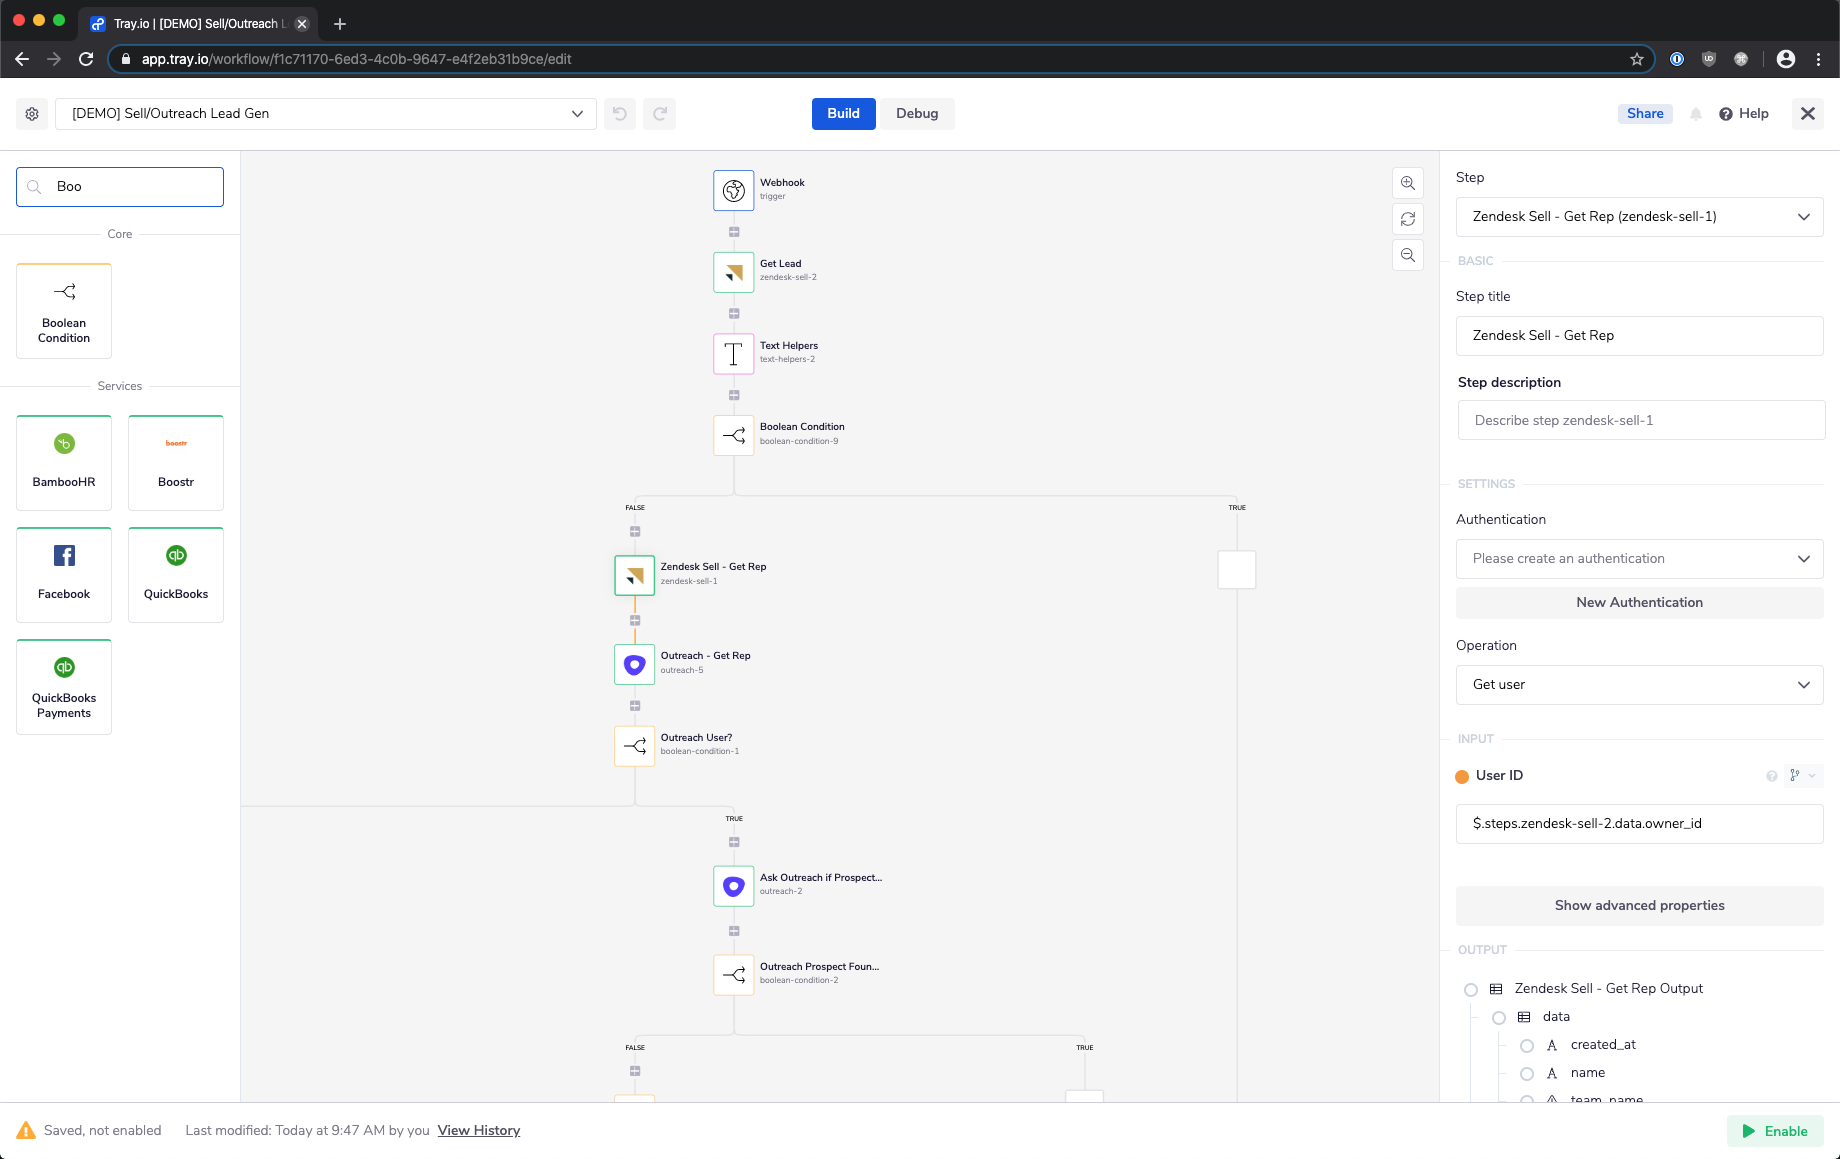 Tray.io | [DEMO] Sell/Outreach L
app.tray.io/workflow/f1c71170-6ed3-4c0b-9647-e4f2eb31b9ce/edit
[DEMO] Sell/Outreach Lead Gen
Build
Debug
Share
Help
Boo
Core
Boolean
Condition
Services
BambooHR
boostr
Boostr
Facebook
QuickBooks
QuickBooks
Payments
Webhook
trigger
Get Lead
zendesk-sell-2
Text Helpers
text-helpers-2
Boolean Condition
boolean-condition-9
FALSE
TRUE
Zendesk Sell - Get Rep
zendesk-sell-1
Outreach - Get Rep
outreach-5
Outreach User?
boolean-condition-1
TRUE
Ask Outreach if Prospect...
outreach-2
Outreach Prospect Foun...
boolean-condition-2
FALSE
TRUE
Step
Zendesk Sell - Get Rep (zendesk-sell-1)
BASIC
Step title
Zendesk Sell - Get Rep
Step description
Describe step zendesk-sell-1
SETTINGS
Authentication
Please create an authentication
New Authentication
Operation
Get user
INPUT
User ID
$.steps.zendesk-sell-2.data.owner_id
Show advanced properties
OUTPUT
Zendesk Sell - Get Rep Output
data
created_at
name
team_name
Saved, not enabled
Last modified: Today at 9:47 AM by you
View History
Enable